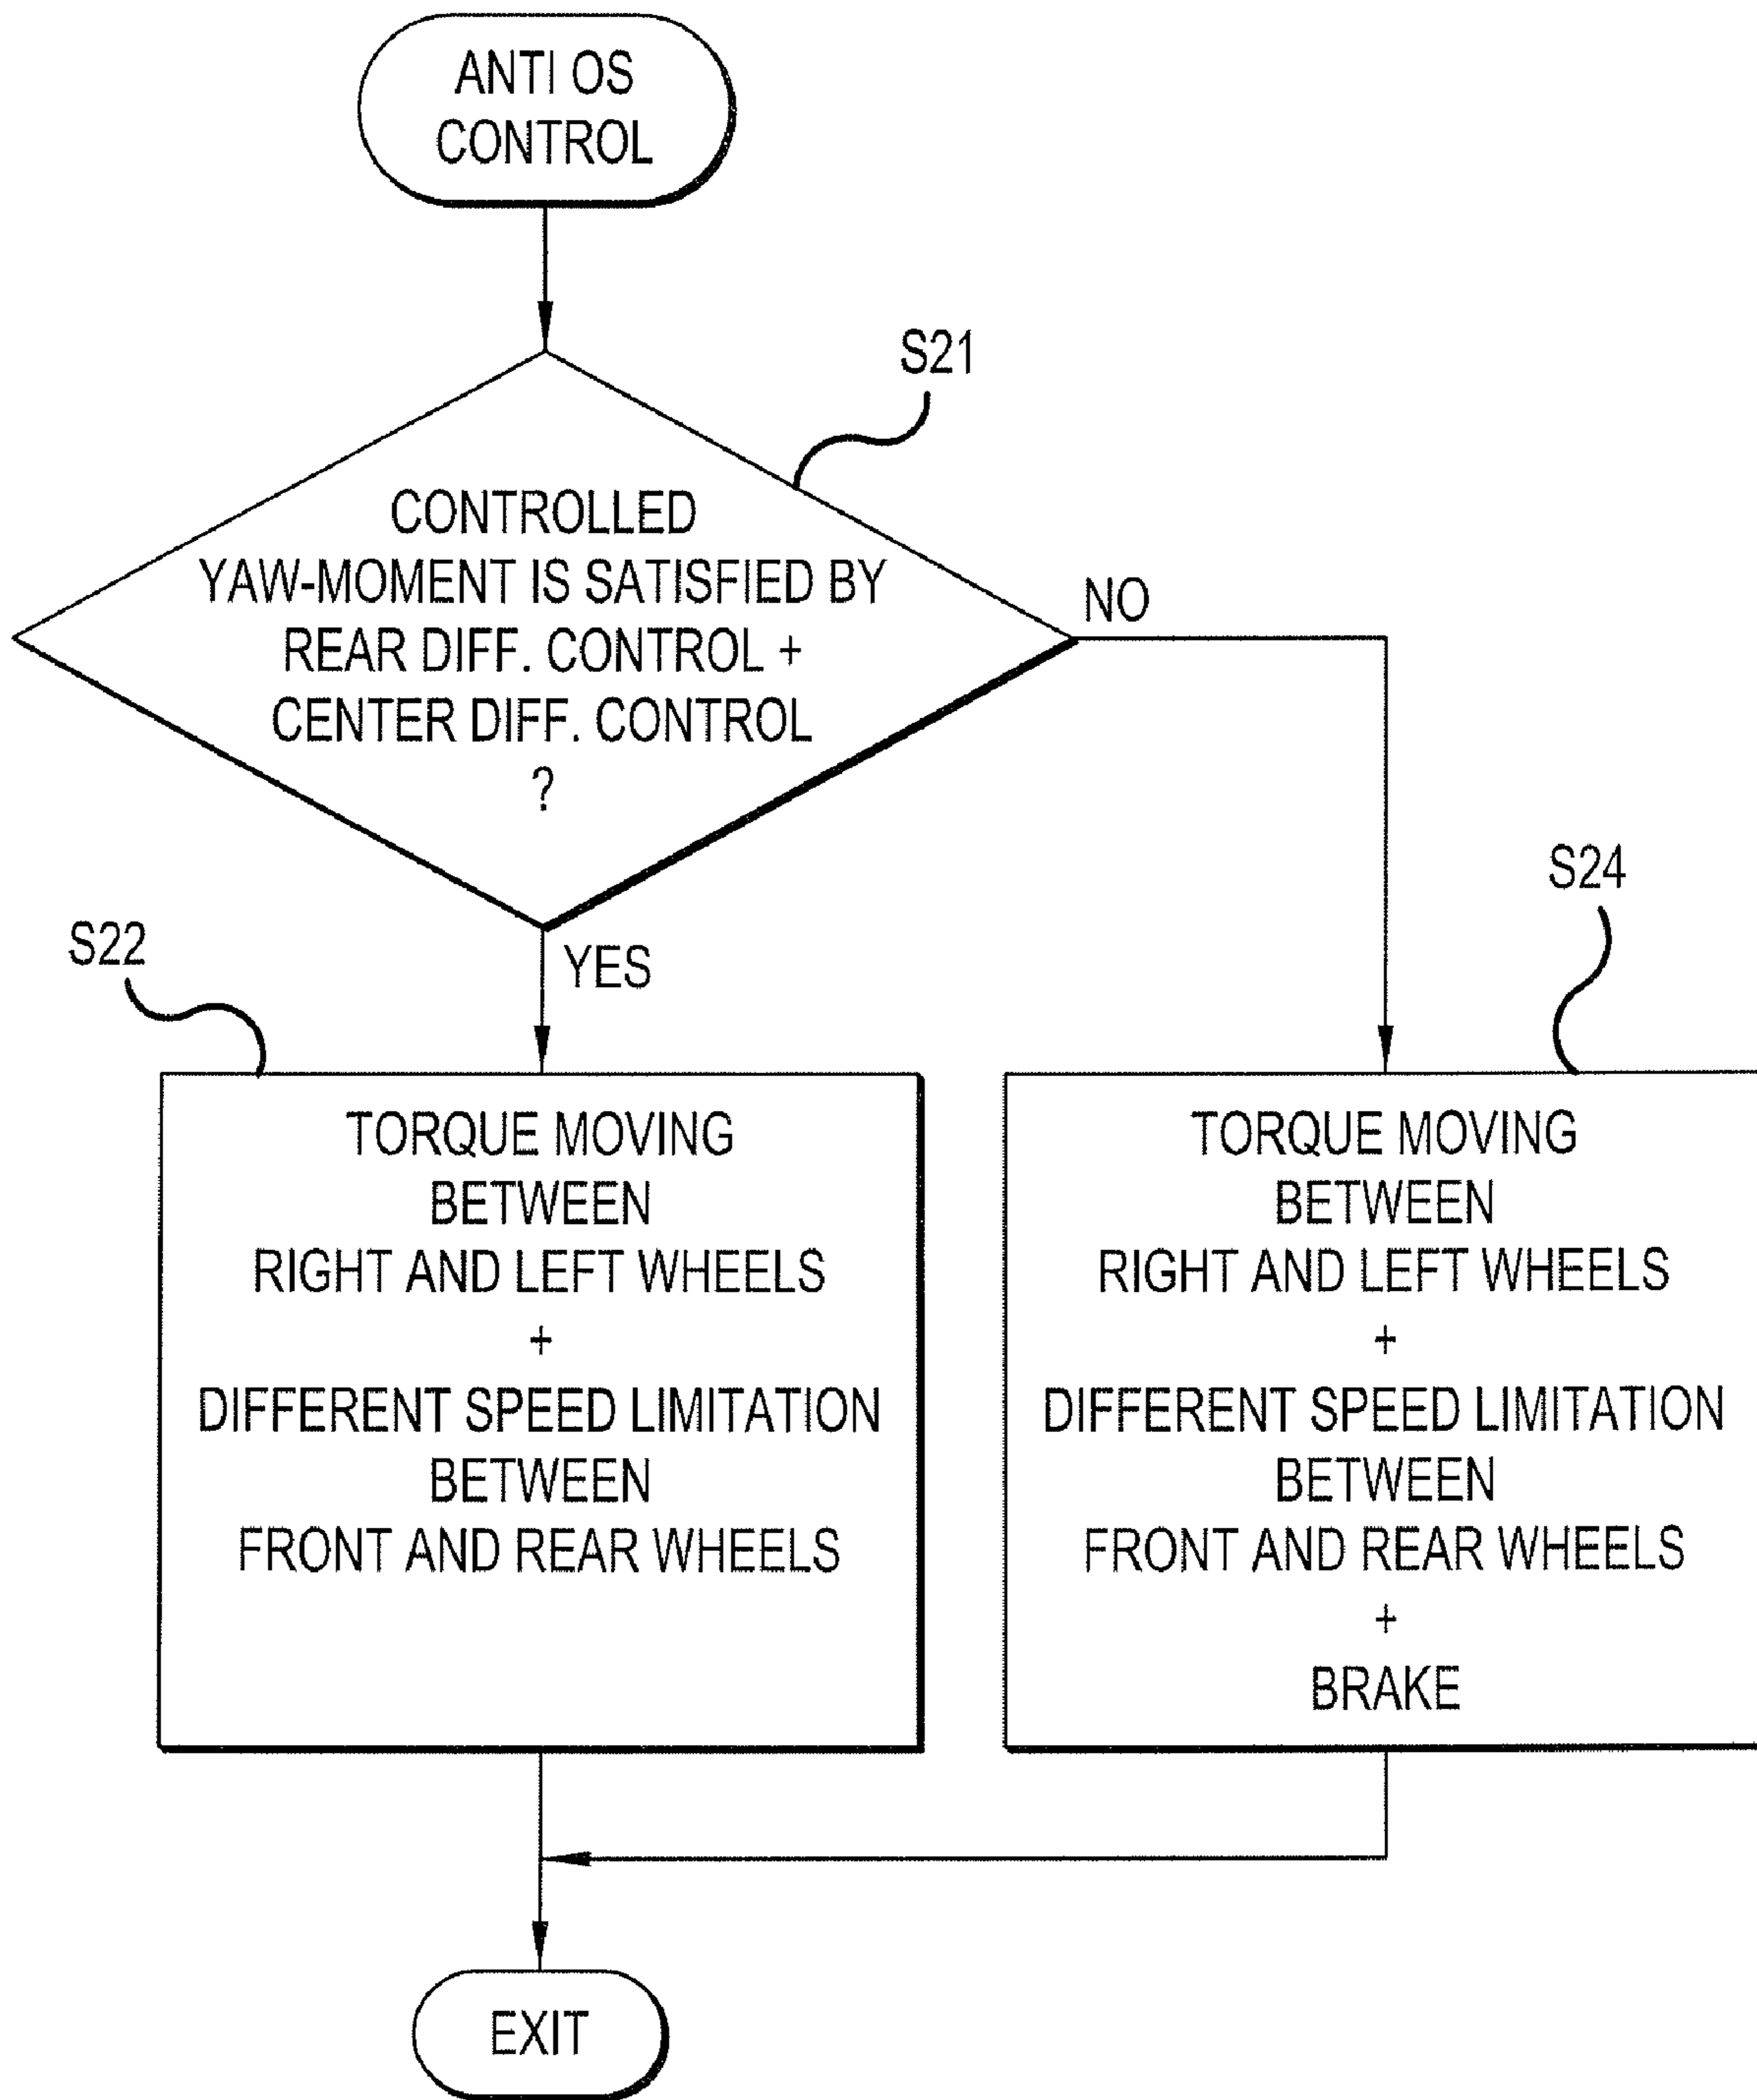 ANTI OS
CONTROL
S21
CONTROLLED
YAW-MOMENT IS SATISFIED BY
REAR DIFF. CONTROL +
CENTER DIFF. CONTROL
?
NO
YES
S22
TORQUE MOVING
BETWEEN
RIGHT AND LEFT WHEELS
+
DIFFERENT SPEED LIMITATION
BETWEEN
FRONT AND REAR WHEELS
S24
TORQUE MOVING
BETWEEN
RIGHT AND LEFT WHEELS
+
DIFFERENT SPEED LIMITATION
BETWEEN
FRONT AND REAR WHEELS
+
BRAKE
EXIT